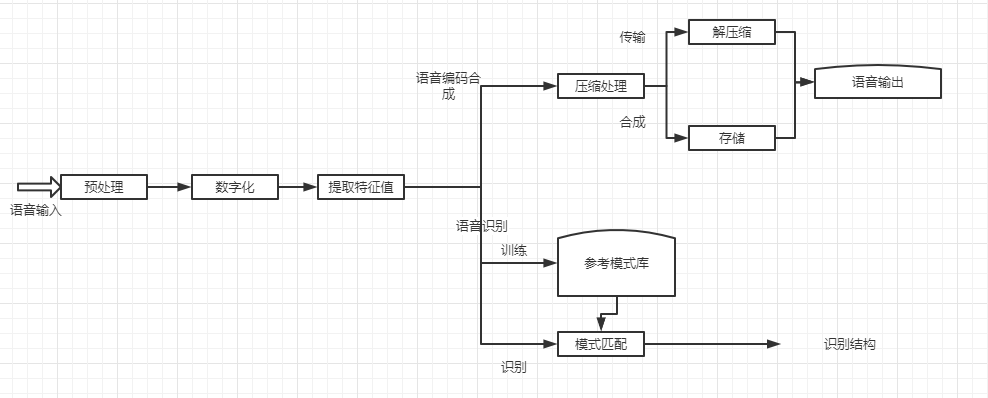 传输
解压缩
语音编码合
成
压缩处理
语音输出
合成
存储
预处理
数字化
提取特征值
语音输入
语音识别
训练
参考模式库
模式匹配
识别结构
识别